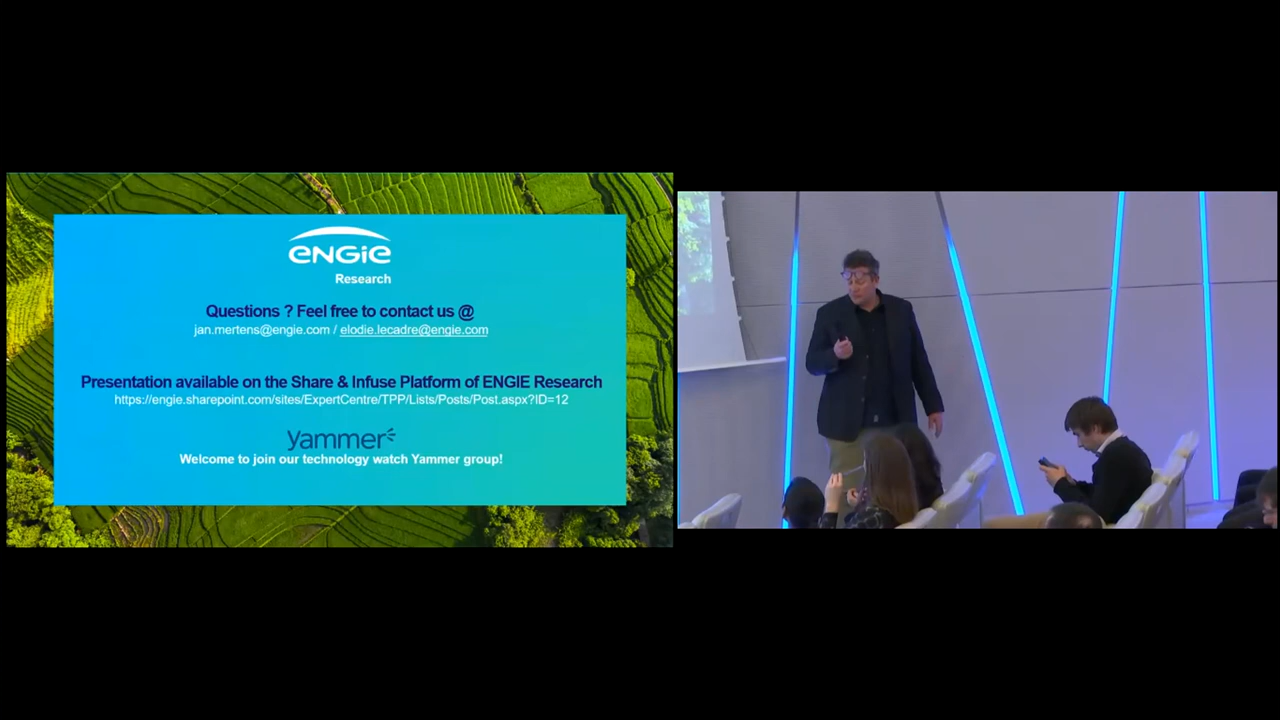 ENGIE
Research
Questions ? Feel free to contact us @
jan.mertens@engie.com / elodie.lecadre@engie.com
Presentation available on the Share & Infuse Platform of ENGIE Research
https://engie.sharepoint.com/sites/ExpertCentre/TPP/Lists/Posts/Post.aspx?ID=12
yammer
Welcome to join our technology watch Yammer group!